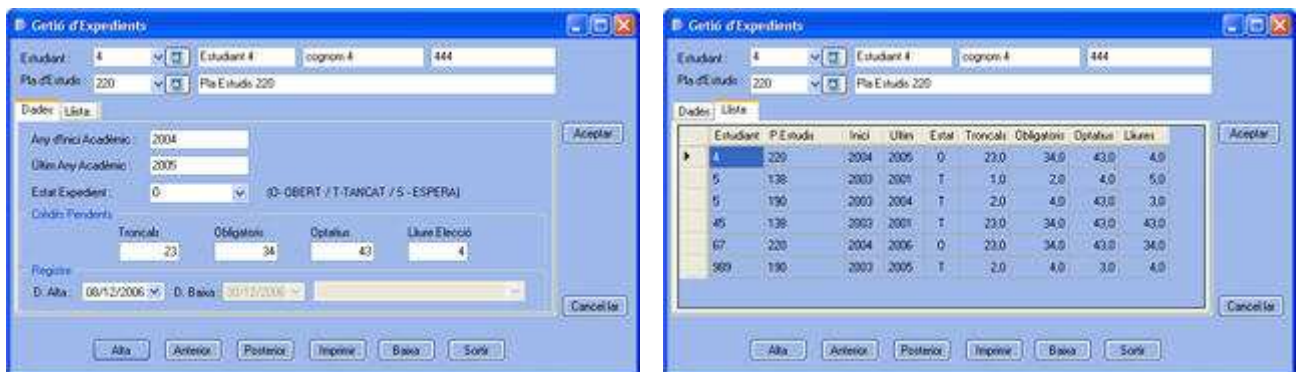 Getió d'Expedients
Estudiant: 4 Estudiant 4 cognom 4 444
Pla d'Estudis 220 Pla Estudis 220
Dades Llista
Any d'Inici Acadèmic: 2004
Últim Any Acadèmic: 2005
Estat Expedient: O (O- OBERT / T-TANCAT / S - ESPERA)
Crèdits Pendents
Troncals Obligatoris Optatius Lliure Elecció
23 34 43 4
Registre
D. Alta: 08/12/2006 D. Baixa 30/12/2006
Aceptar
Cancel·lar
Alta Anterior Posterior Imprimir Baixa Sortir
Getió d'Expedients
Estudiant: 4 Estudiant 4 cognom 4 444
Pla d'Estudis 220 Pla Estudis 220
Dades Llista
Estudiant P.Estudis Inici Últim Estat Troncals Obligatoris Optatius Lliures
4 220 2004 2005 O 23,0 34,0 43,0 4,0
5 138 2003 2001 T 1,0 2,0 4,0 5,0
5 190 2003 2004 T 2,0 4,0 43,0 3,0
45 138 2003 2001 T 23,0 34,0 43,0 43,0
67 220 2004 2006 O 23,0 34,0 43,0 34,0
989 190 2003 2005 T 2,0 4,0 3,0 4,0
Aceptar
Cancel·lar
Alta Anterior Posterior Imprimir Baixa Sortir